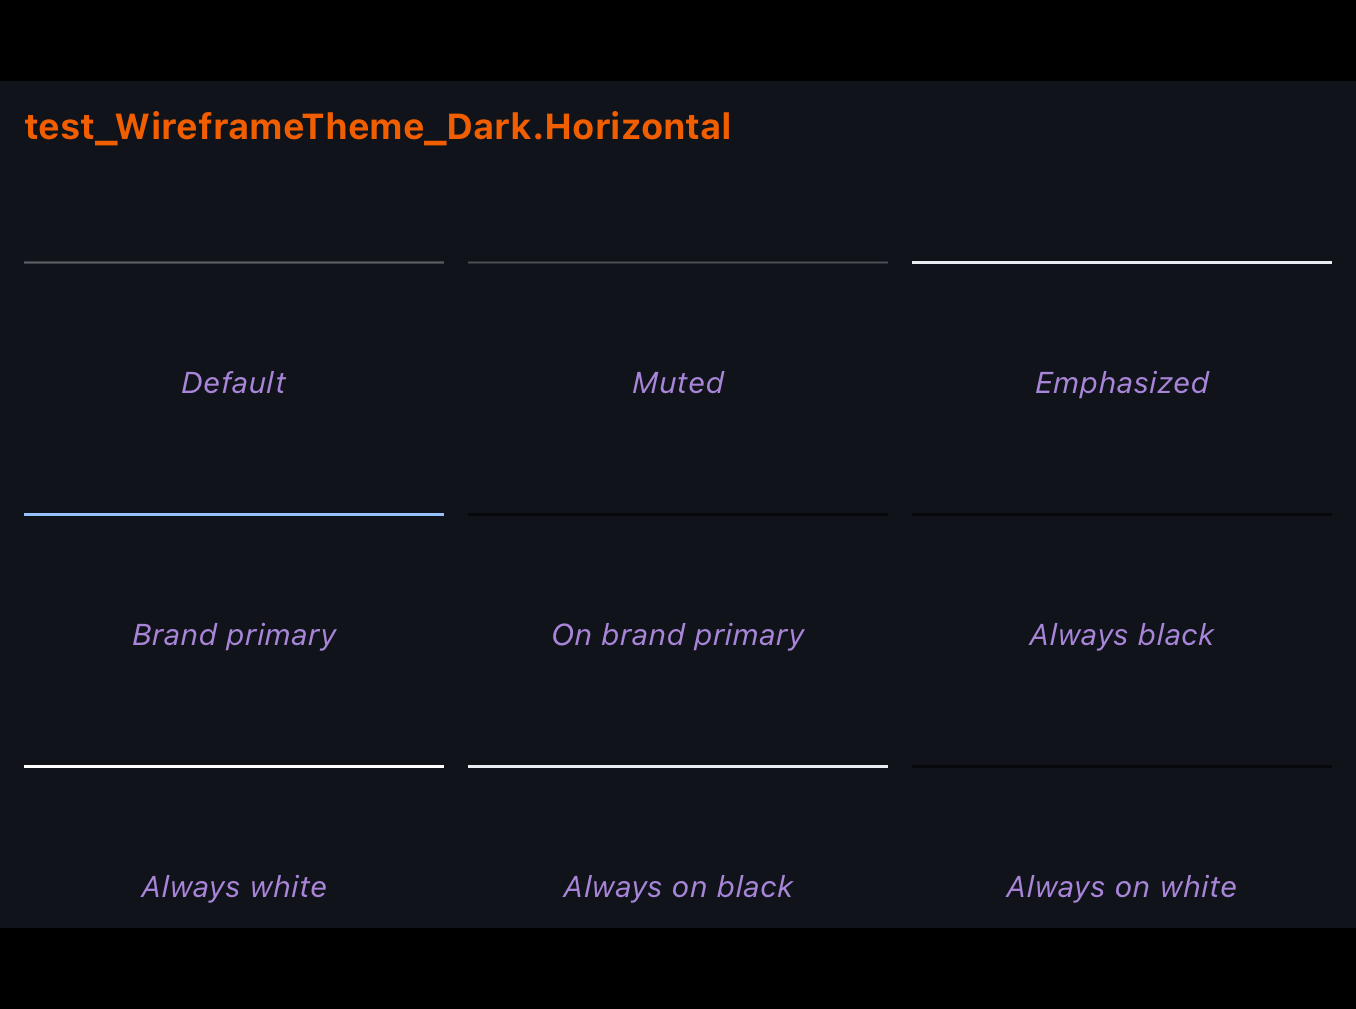 test_WireframeTheme_Dark.Horizontal
Default
Muted
Emphasized
Brand primary
On brand primary
Always black
Always white
Always on black
Always on white